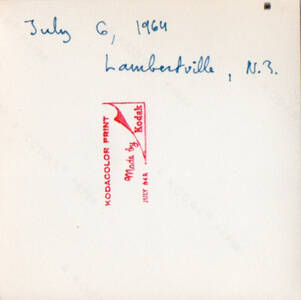 July 6, 1964
Lambertville, N.J.
KODACOLOR PRINT
Made by
Kodak
JULY 64